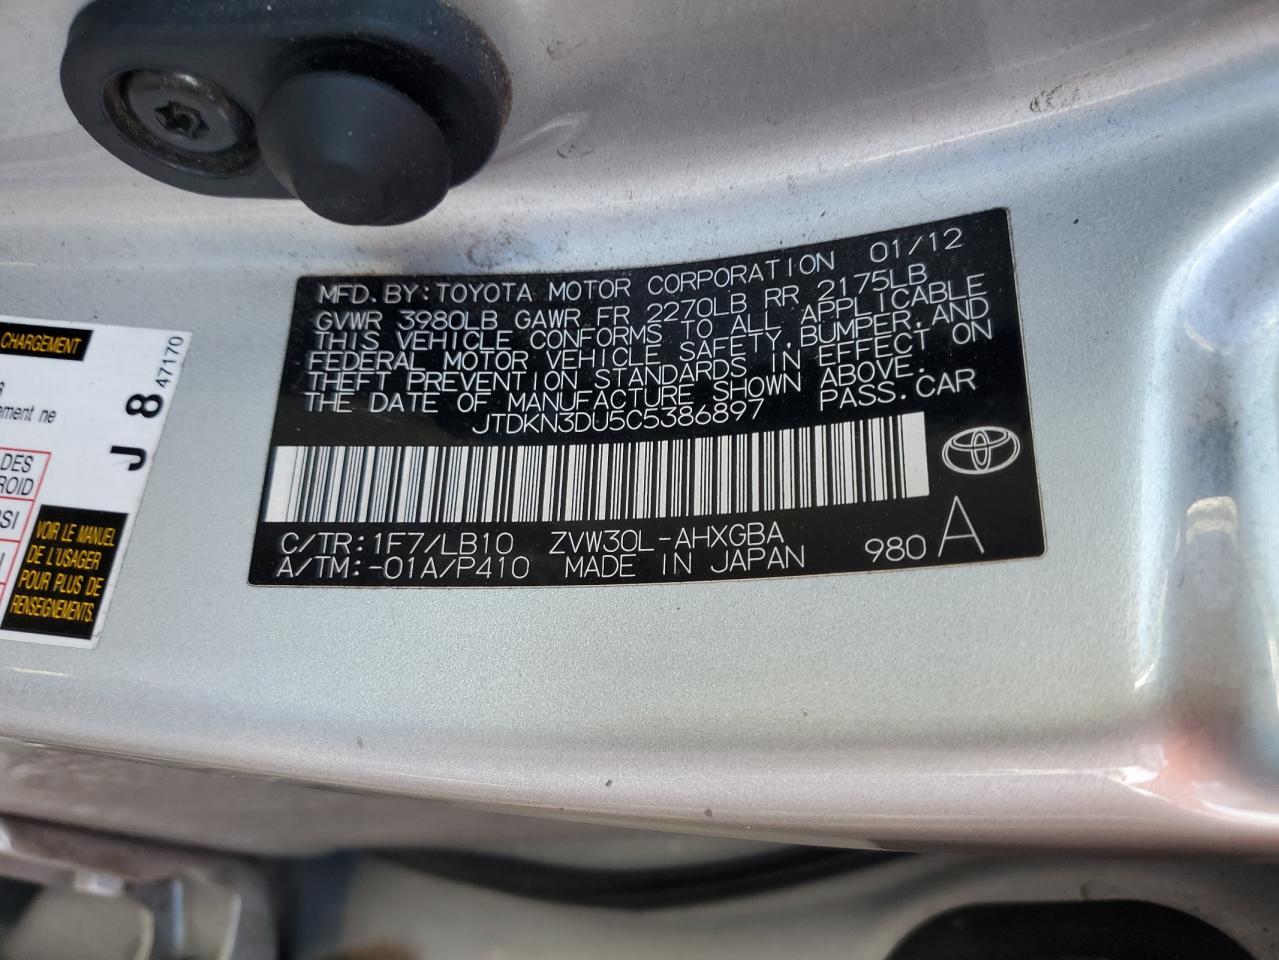 MFD.BY:TOYOTA MOTOR CORPORATION 01/12
GVWR 3980LB GAWR FR 2270LB RR 2175LB
THIS VEHICLE CONFORMS TO ALL APPLICABLE
FEDERAL MOTOR VEHICLE SAFETY,BUMPER,AND
THEFT PREVENTION STANDARDS IN EFFECT ON
THE DATE OF MANUFACTURE SHOWN ABOVE.
JTDKN3DU5C5386897 PASS.CAR
C/TR:1F7/LB10 ZVW30L-AHXGBA
A/TM:-01A/P410 MADE IN JAPAN 980 A
CHARGEMENT
ement ne
DES
ROID
SI
VOIR LE MANUEL
DE L'USAGER
POUR PLUS DE
RENSEIGNEMENTS.
J 8 47170